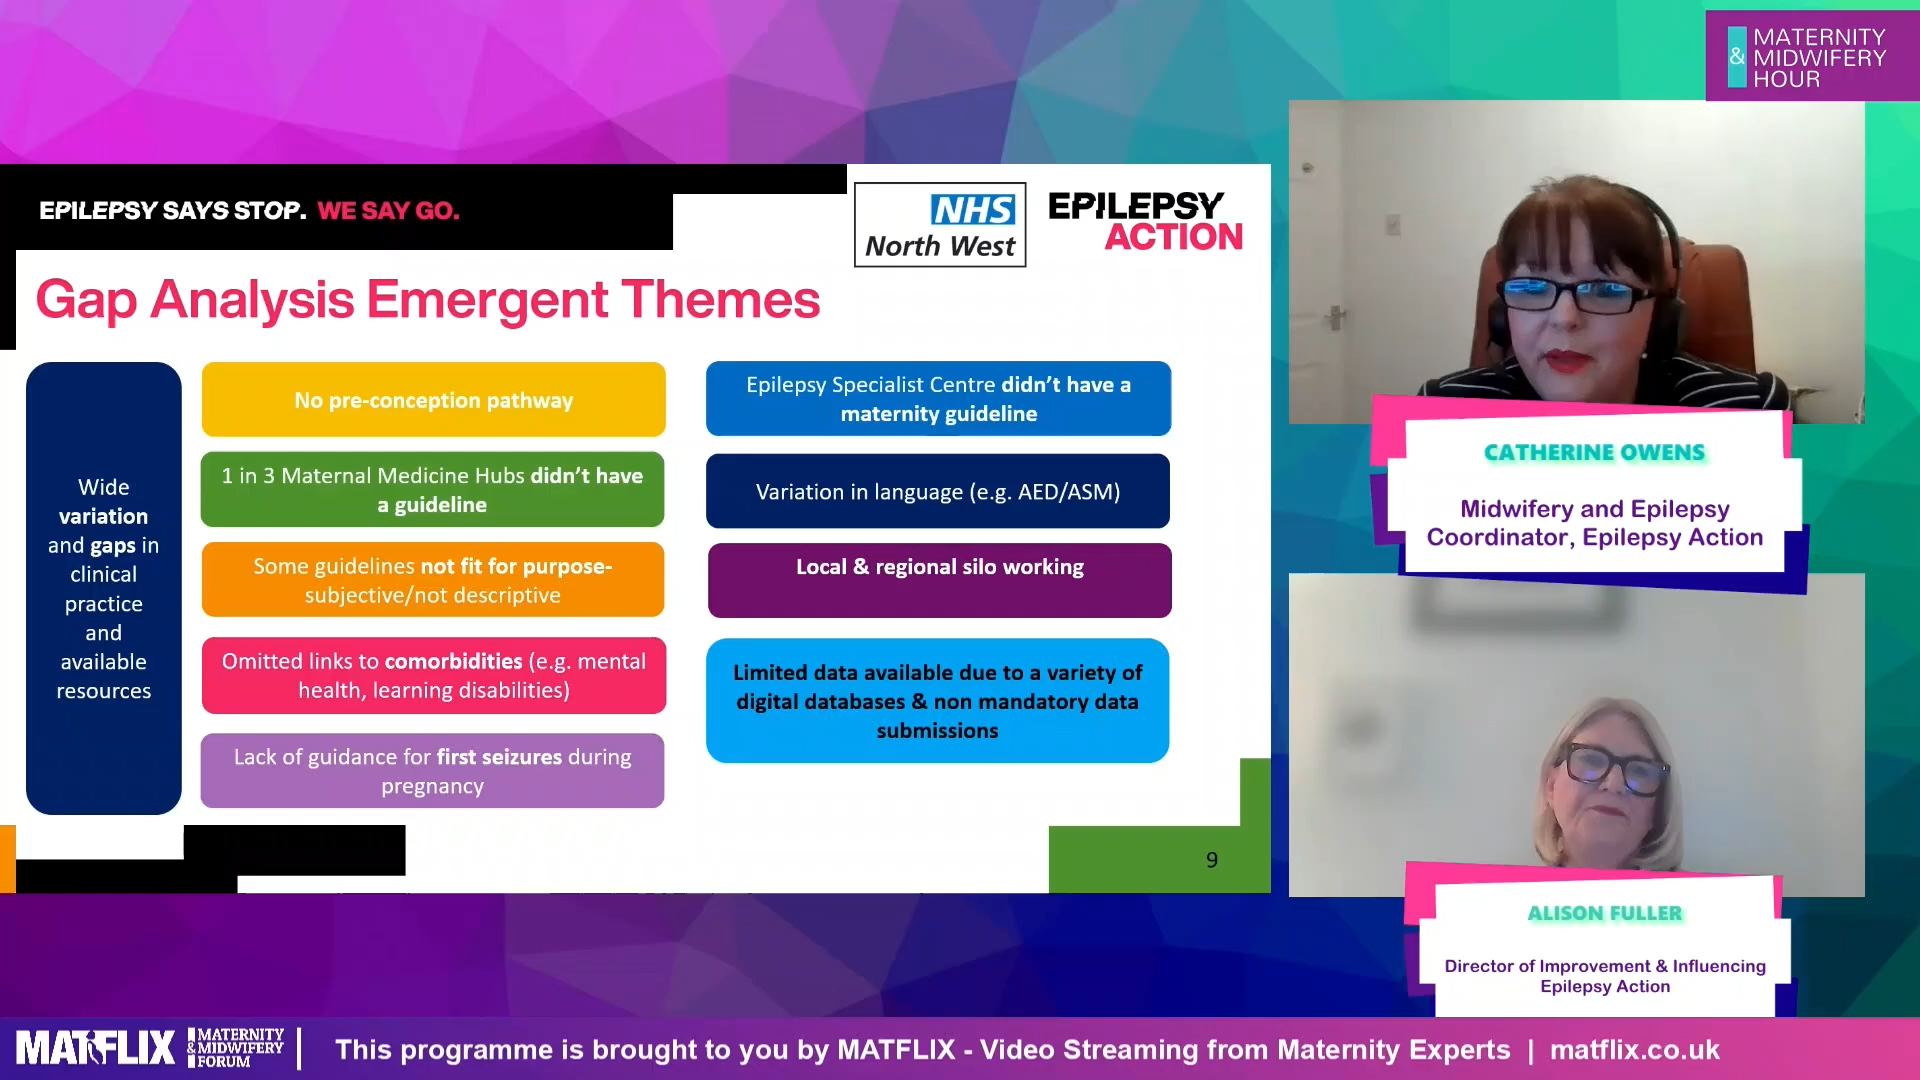 MATERNITY
& MIDWIFERY
HOUR
EPILEPSY SAYS STOP. WE SAY GO.
NHS
North West
EPILEPSY
ACTION
Gap Analysis Emergent Themes
Wide
variation
and gaps in
clinical
practice
and
available
resources
No pre-conception pathway
1 in 3 Maternal Medicine Hubs didn't have
a guideline
Some guidelines not fit for purpose-
subjective/not descriptive
Omitted links to comorbidities (e.g. mental
health, learning disabilities)
Lack of guidance for first seizures during
pregnancy
Epilepsy Specialist Centre didn't have a
maternity guideline
Variation in language (e.g. AED/ASM)
Local & regional silo working
Limited data available due to a variety of
digital databases & non mandatory data
submissions
9
CATHERINE OWENS
Midwifery and Epilepsy
Coordinator, Epilepsy Action
ALISON FULLER
Director of Improvement & Influencing
Epilepsy Action
MATFLIX
MATERNITY
& MIDWIFERY
FORUM
This programme is brought to you by MATFLIX - Video Streaming from Maternity Experts | matflix.co.uk